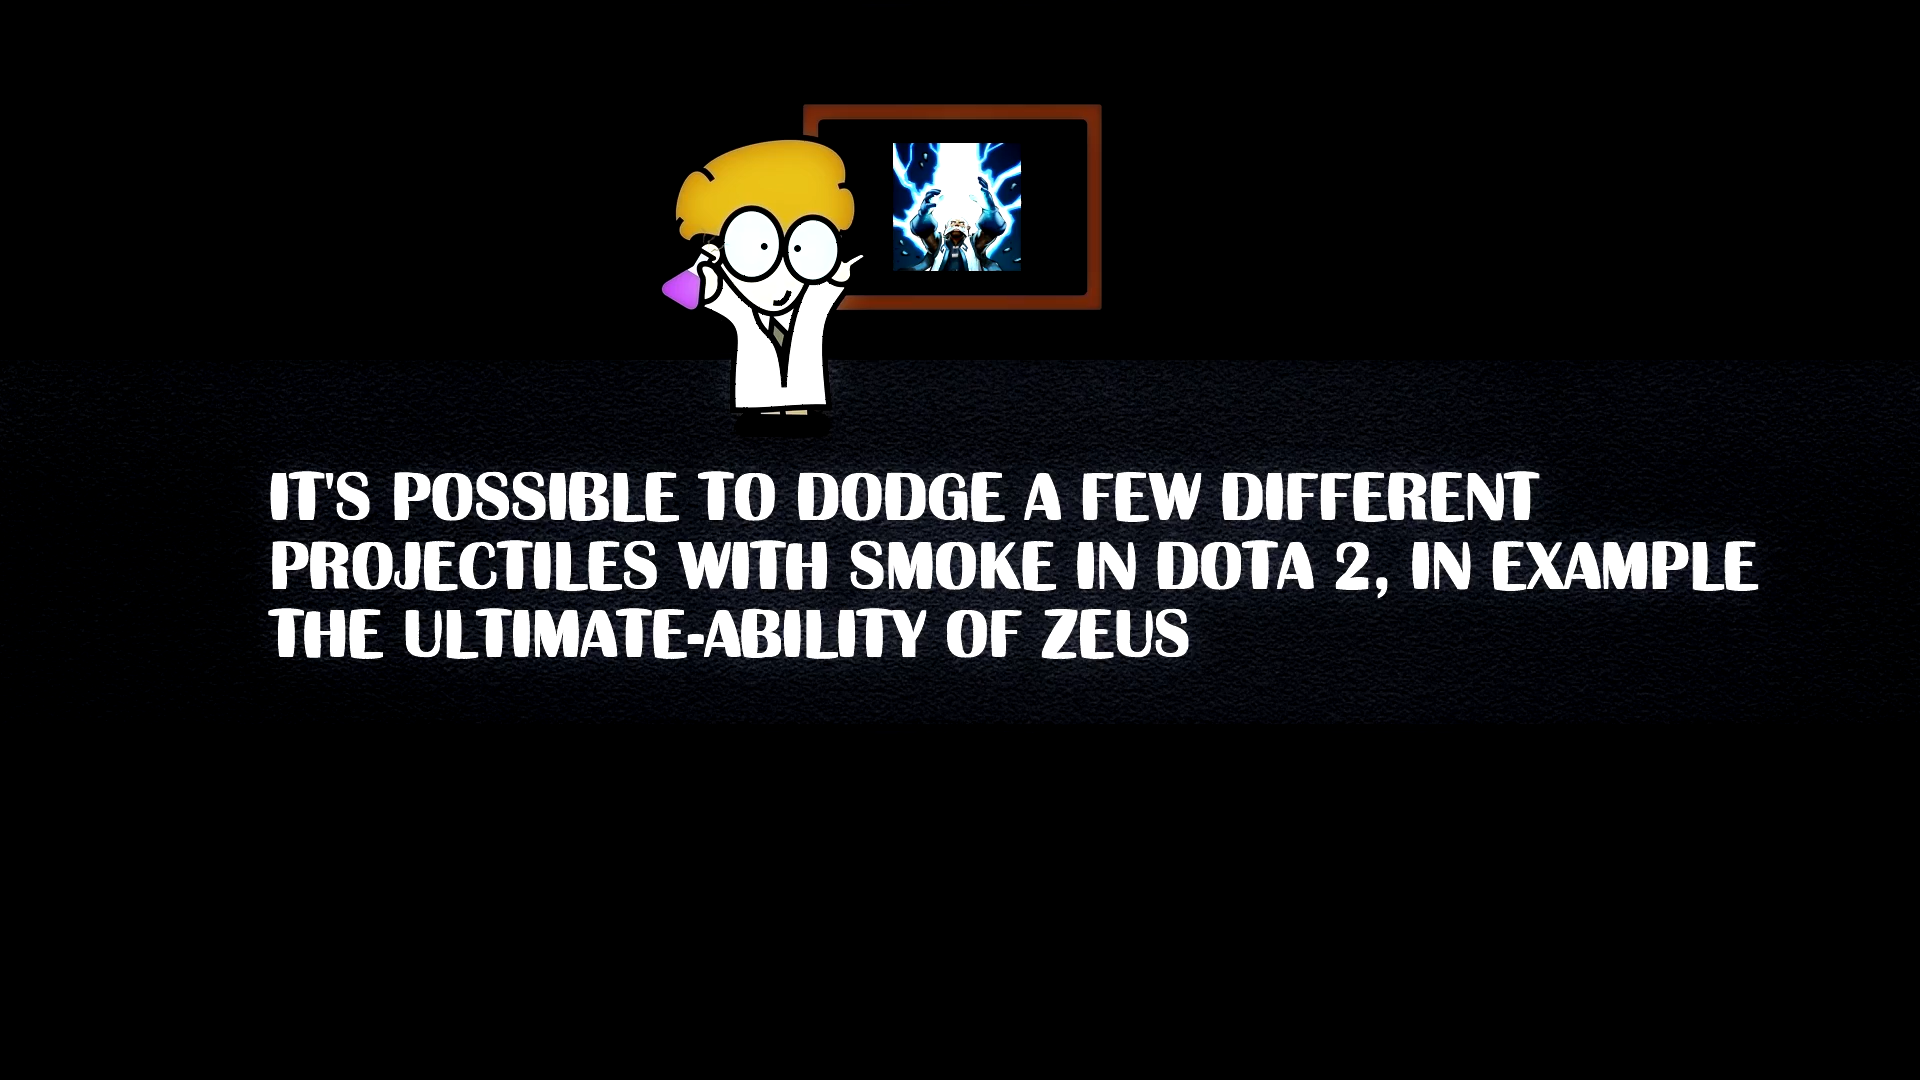 IT'S POSSIBLE TO DODGE A FEW DIFFERENT
PROJECTILES WITH SMOKE IN DOTA 2, IN EXAMPLE
THE ULTIMATE-ABILITY OF ZEUS